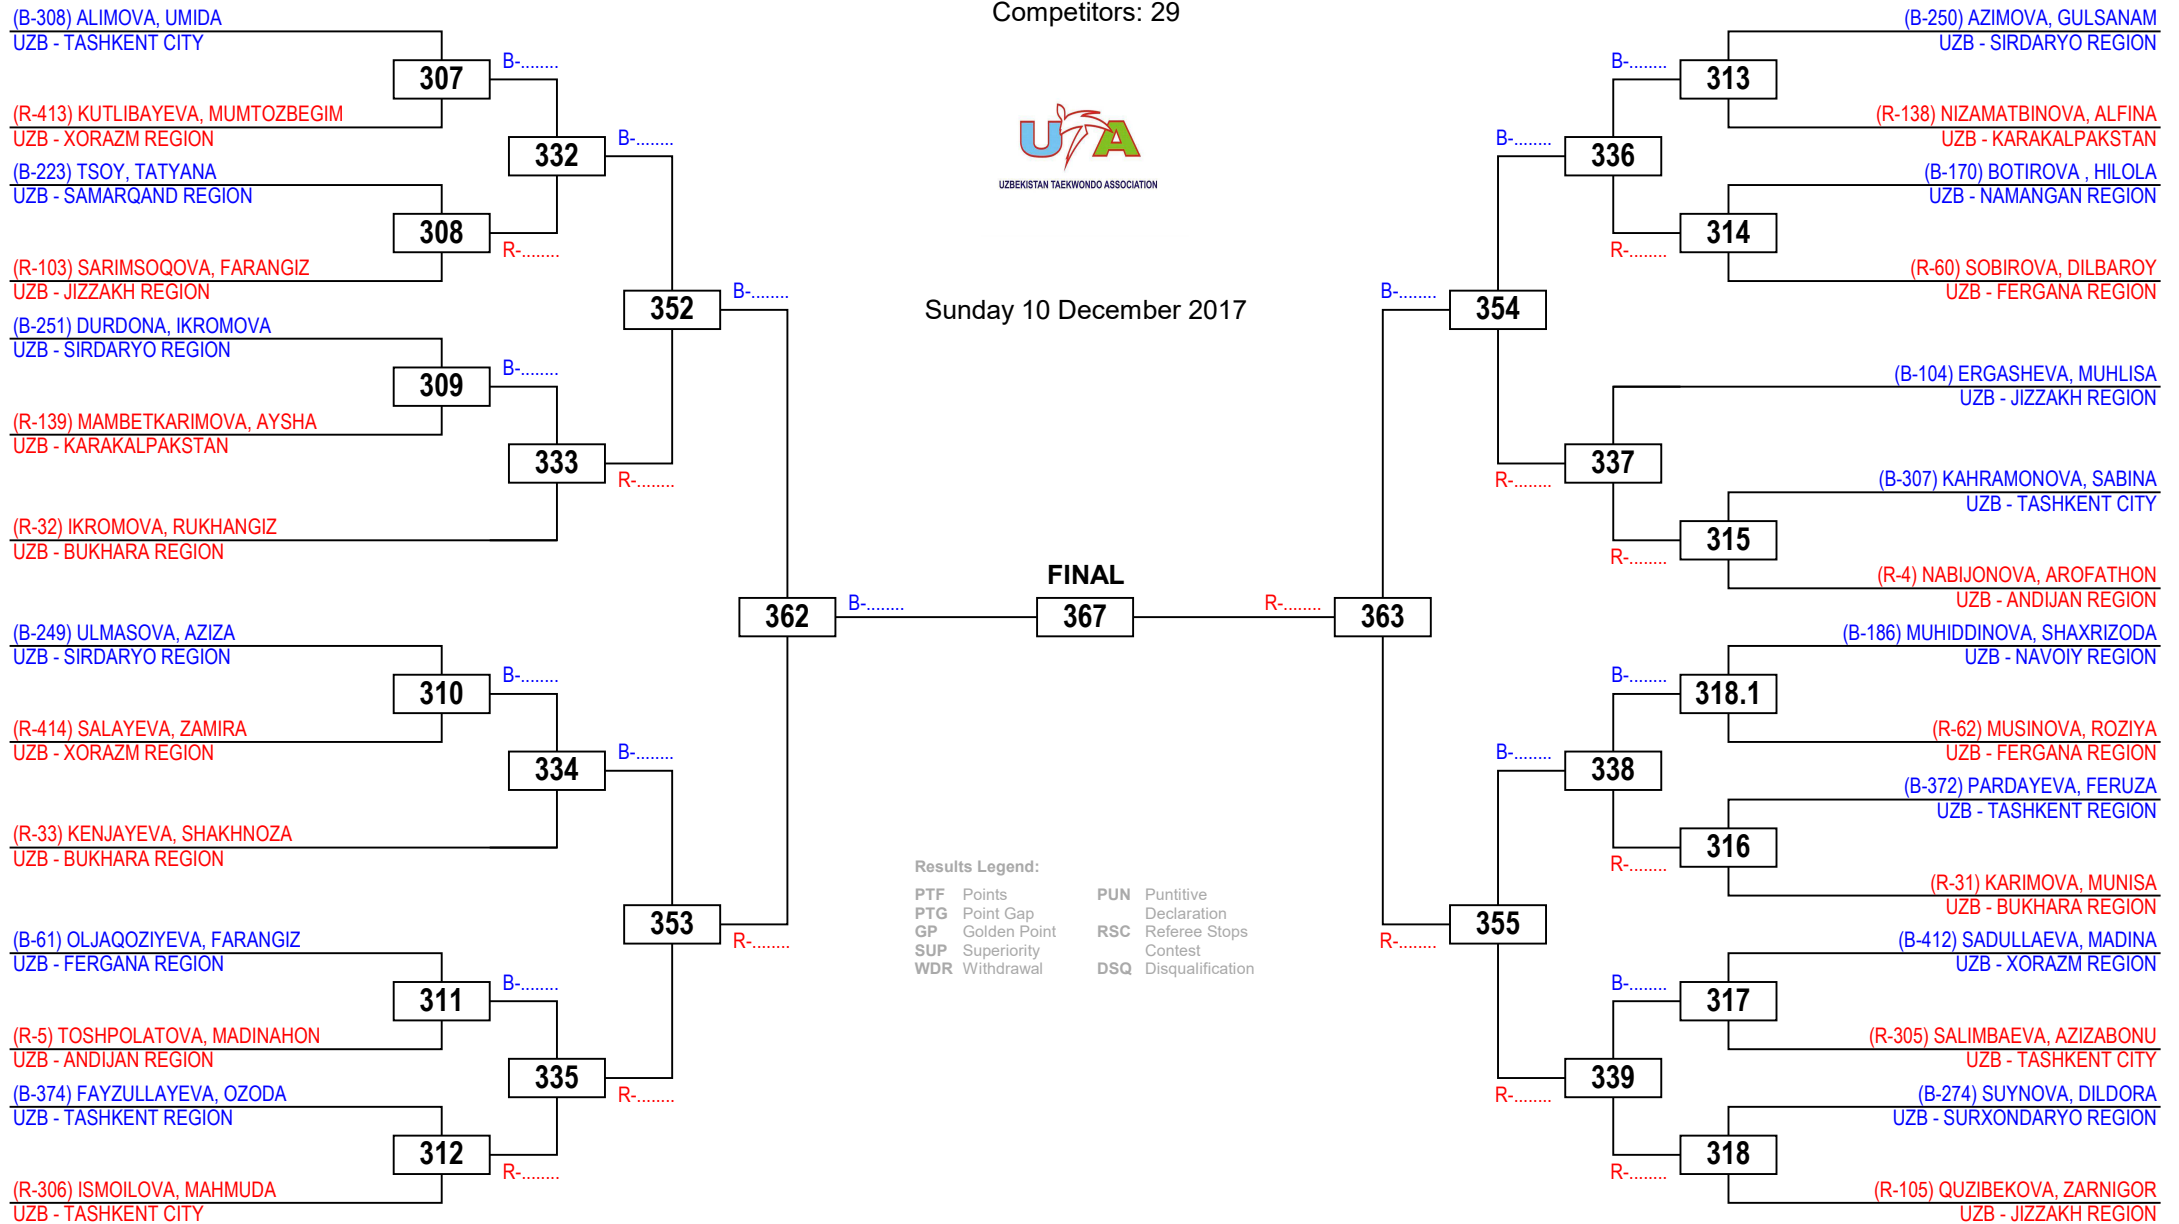 Competitors: 29
UTA
UZBEKISTAN TAEKWONDO ASSOCIATION
Sunday 10 December 2017
(B-308) ALIMOVA, UMIDA
UZB - TASHKENT CITY
307
B-........
(R-413) KUTLIBAYEVA, MUMTOZBEGIM
UZB - XORAZM REGION
332
B-........
(B-223) TSOY, TATYANA
UZB - SAMARQAND REGION
308
R-........
(R-103) SARIMSOQOVA, FARANGIZ
UZB - JIZZAKH REGION
352
B-........
(B-251) DURDONA, IKROMOVA
UZB - SIRDARYO REGION
309
B-........
(R-139) MAMBETKARIMOVA, AYSHA
UZB - KARAKALPAKSTAN
333
R-........
(R-32) IKROMOVA, RUKHANGIZ
UZB - BUKHARA REGION
362
B-........
(B-249) ULMASOVA, AZIZA
UZB - SIRDARYO REGION
310
B-........
(R-414) SALAYEVA, ZAMIRA
UZB - XORAZM REGION
334
B-........
(R-33) KENJAYEVA, SHAKHNOZA
UZB - BUKHARA REGION
353
R-........
(B-61) OLJAQOZIYEVA, FARANGIZ
UZB - FERGANA REGION
311
B-........
(R-5) TOSHPOLATOVA, MADINAHON
UZB - ANDIJAN REGION
335
R-........
(B-374) FAYZULLAYEVA, OZODA
UZB - TASHKENT REGION
312
R-........
(R-306) ISMOILOVA, MAHMUDA
UZB - TASHKENT CITY
FINAL
367
Results Legend:
PTF Points
PTG Point Gap
GP Golden Point
SUP Superiority
WDR Withdrawal
PUN Puntitive
Declaration
RSC Referee Stops
Contest
DSQ Disqualification
(B-250) AZIMOVA, GULSANAM
UZB - SIRDARYO REGION
B-........
313
(R-138) NIZAMATBINOVA, ALFINA
UZB - KARAKALPAKSTAN
B-........
336
(B-170) BOTIROVA , HILOLA
UZB - NAMANGAN REGION
314
R-........
(R-60) SOBIROVA, DILBAROY
UZB - FERGANA REGION
B-........
354
(B-104) ERGASHEVA, MUHLISA
UZB - JIZZAKH REGION
337
R-........
(B-307) KAHRAMONOVA, SABINA
UZB - TASHKENT CITY
315
R-........
(R-4) NABIJONOVA, AROFATHON
UZB - ANDIJAN REGION
R-........
363
(B-186) MUHIDDINOVA, SHAXRIZODA
UZB - NAVOIY REGION
B-........
318.1
(R-62) MUSINOVA, ROZIYA
UZB - FERGANA REGION
B-........
338
(B-372) PARDAYEVA, FERUZA
UZB - TASHKENT REGION
316
R-........
(R-31) KARIMOVA, MUNISA
UZB - BUKHARA REGION
355
R-........
(B-412) SADULLAEVA, MADINA
UZB - XORAZM REGION
B-........
317
(R-305) SALIMBAEVA, AZIZABONU
UZB - TASHKENT CITY
339
R-........
(B-274) SUYNOVA, DILDORA
UZB - SURXONDARYO REGION
318
R-........
(R-105) QUZIBEKOVA, ZARNIGOR
UZB - JIZZAKH REGION